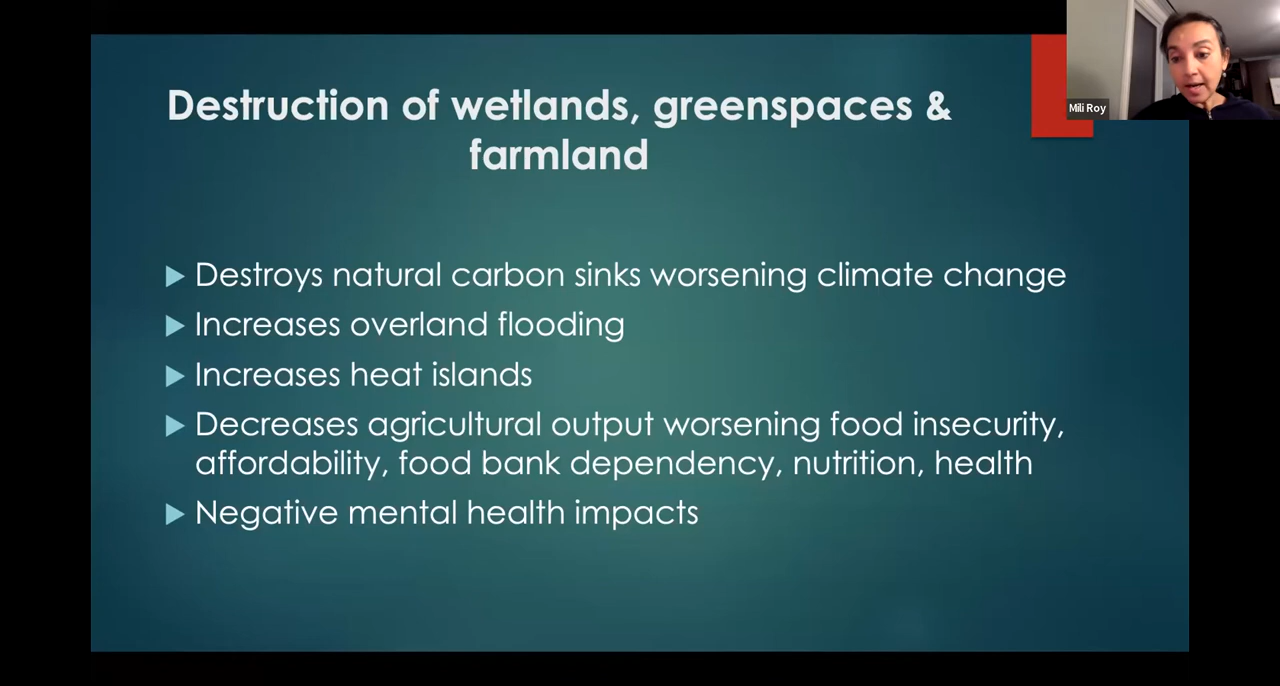 Destruction of wetlands, greenspaces &
farmland
Mili Roy
Destroys natural carbon sinks worsening climate change
Increases overland flooding
Increases heat islands
Decreases agricultural output worsening food insecurity,
affordability, food bank dependency, nutrition, health
Negative mental health impacts